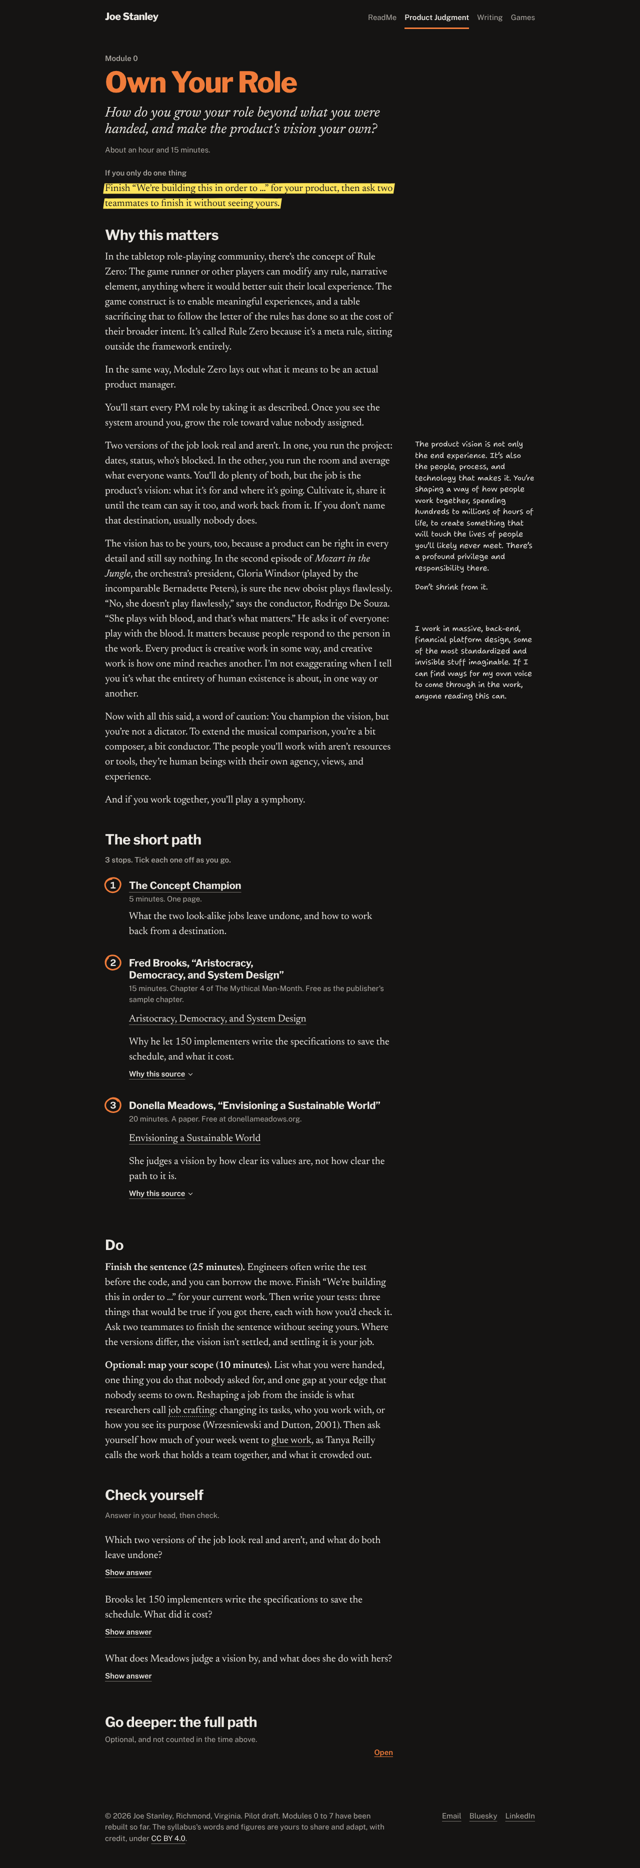 Joe Stanley
ReadMe Product Judgment Writing Games
Module 0
Own Your Role
How do you grow your role beyond what you were
handed, and make the product's vision your own?
About an hour and 15 minutes.
If you only do one thing
Finish “We’re building this in order to …” for your product, then ask two
teammates to finish it without seeing yours.
Why this matters
In the tabletop role-playing community, there’s the concept of Rule
Zero: The game runner or other players can modify any rule, narrative
element, anything where it would better suit their local experience. The
game construct is to enable meaningful experiences, and a table
sacrificing that to follow the letter of the rules has done so at the cost of
their broader intent. It’s called Rule Zero because it’s a meta rule, sitting
outside the framework entirely.
In the same way, Module Zero lays out what it means to be an actual
product manager.
You’ll start every PM role by taking it as described. Once you see the
system around you, grow the role toward value nobody assigned.
Two versions of the job look real and aren’t. In one, you run the project:
dates, status, who’s blocked. In the other, you run the room and average
what everyone wants. You’ll do plenty of both, but the job is the
product’s vision: what it’s for and where it’s going. Cultivate it, share it
until the team can say it too, and work back from it. If you don’t name
that destination, usually nobody does.
The product vision is not only
the end experience. It’s also
the people, process, and
technology that makes it. You’re
shaping a way of how people
work together, spending
hundreds to millions of hours of
life, to create something that
will touch the lives of people
you’ll likely never meet. There’s
a profound privilege and
responsibility there.
Don’t shrink from it.
The vision has to be yours, too, because a product can be right in every
detail and still say nothing. In the second episode of Mozart in the
Jungle, the orchestra’s president, Gloria Windsor (played by the
incomparable Bernadette Peters), is sure the new oboist plays flawlessly.
“No, she doesn’t play flawlessly,” says the conductor, Rodrigo De Souza.
“She plays with blood, and that’s what matters.” He asks it of everyone:
play with the blood. It matters because people respond to the person in
the work. Every product is creative work in some way, and creative
work is how one mind reaches another. I’m not exaggerating when I tell
you it’s what the entirety of human existence is about, in one way or
another.
I work in massive, back-end,
financial platform design, some
of the most standardized and
invisible stuff imaginable. If I
can find ways for my own voice
to come through in the work,
anyone reading this can.
Now with all this said, a word of caution: You champion the vision, but
you’re not a dictator. To extend the musical comparison, you’re a bit
composer, a bit conductor. The people you’ll work with aren’t resources
or tools, they’re human beings with their own agency, views, and
experience.
And if you work together, you’ll play a symphony.
The short path
3 stops. Tick each one off as you go.
1 The Concept Champion
5 minutes. One page.
What the two look-alike jobs leave undone, and how to work
back from a destination.
2 Fred Brooks, “Aristocracy,
Democracy, and System Design”
15 minutes. Chapter 4 of The Mythical Man-Month. Free as the publisher’s
sample chapter.
Aristocracy, Democracy, and System Design
Why he let 150 implementers write the specifications to save the
schedule, and what it cost.
Why this source
3 Donella Meadows, “Envisioning a Sustainable World”
20 minutes. A paper. Free at donellameadows.org.
Envisioning a Sustainable World
She judges a vision by how clear its values are, not how clear the
path to it is.
Why this source
Do
Finish the sentence (25 minutes). Engineers often write the test
before the code, and you can borrow the move. Finish “We’re building
this in order to …” for your current work. Then write your tests: three
things that would be true if you got there, each with how you’d check it.
Ask two teammates to finish the sentence without seeing yours. Where
the versions differ, the vision isn’t settled, and settling it is your job.
Optional: map your scope (10 minutes). List what you were handed,
one thing you do that nobody asked for, and one gap at your edge that
nobody seems to own. Reshaping a job from the inside is what
researchers call job crafting: changing its tasks, who you work with, or
how you see its purpose (Wrzesniewski and Dutton, 2001). Then ask
yourself how much of your week went to glue work, as Tanya Reilly
calls the work that holds a team together, and what it crowded out.
Check yourself
Answer in your head, then check.
Which two versions of the job look real and aren’t, and what do both
leave undone?
Show answer
Brooks let 150 implementers write the specifications to save the
schedule. What did it cost?
Show answer
What does Meadows judge a vision by, and what does she do with hers?
Show answer
Go deeper: the full path
Optional, and not counted in the time above.
Open
© 2026 Joe Stanley, Richmond, Virginia. Pilot draft. Modules 0 to 7 have been
rebuilt so far. The syllabus’s words and figures are yours to share and adapt, with
credit, under CC BY 4.0.
Email Bluesky LinkedIn